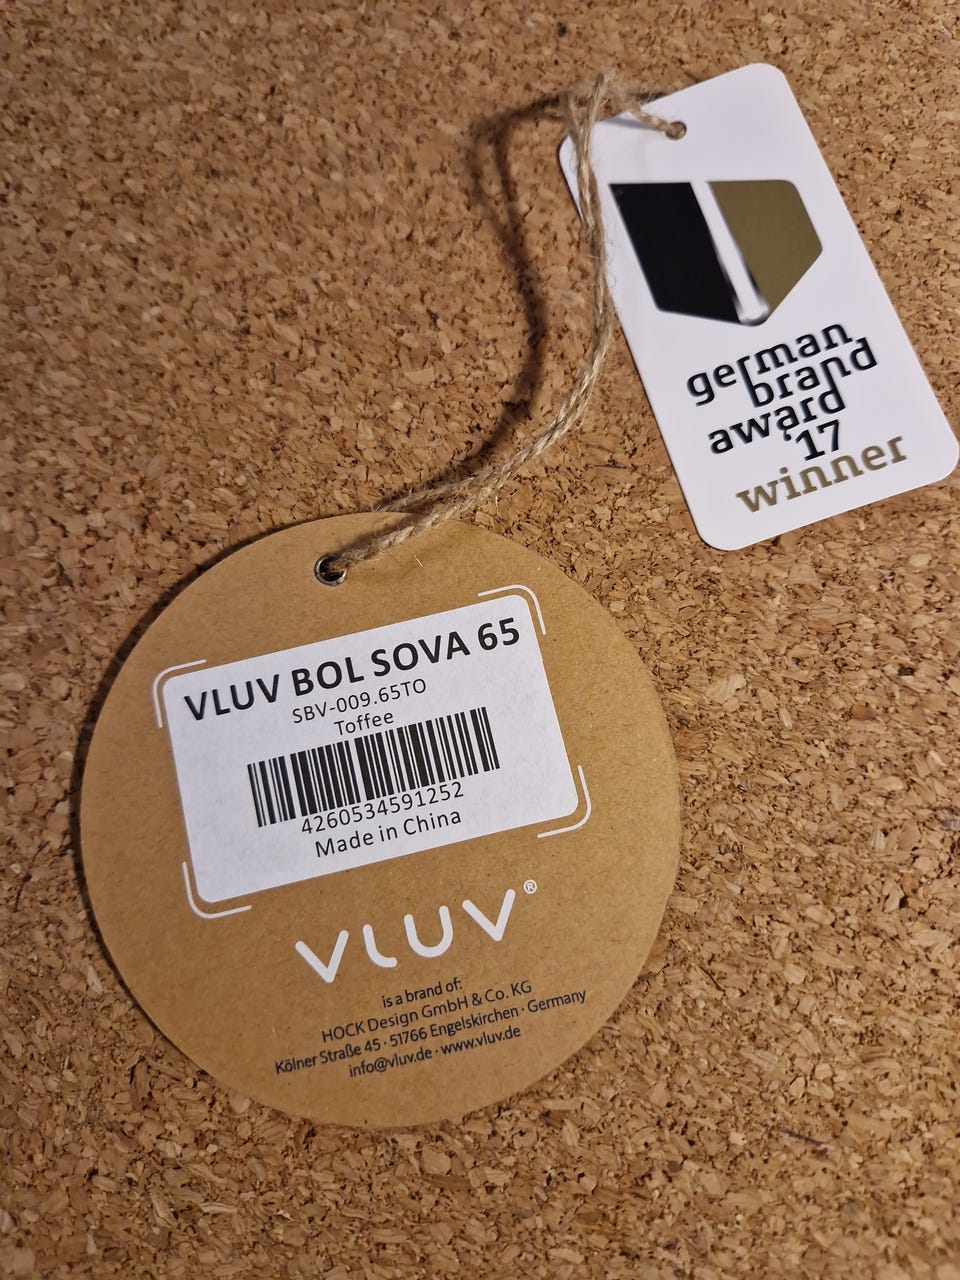 german
brand
award
'17
winner
VLUV BOL SOVA 65
SBV-009.65TO
Toffee
4260534591252
Made in China
VLUV®
is a brand of:
HOCK Design GmbH & Co. KG
Kölner Straße 45 · 51766 Engelskirchen · Germany
info@vluv.de · www.vluv.de